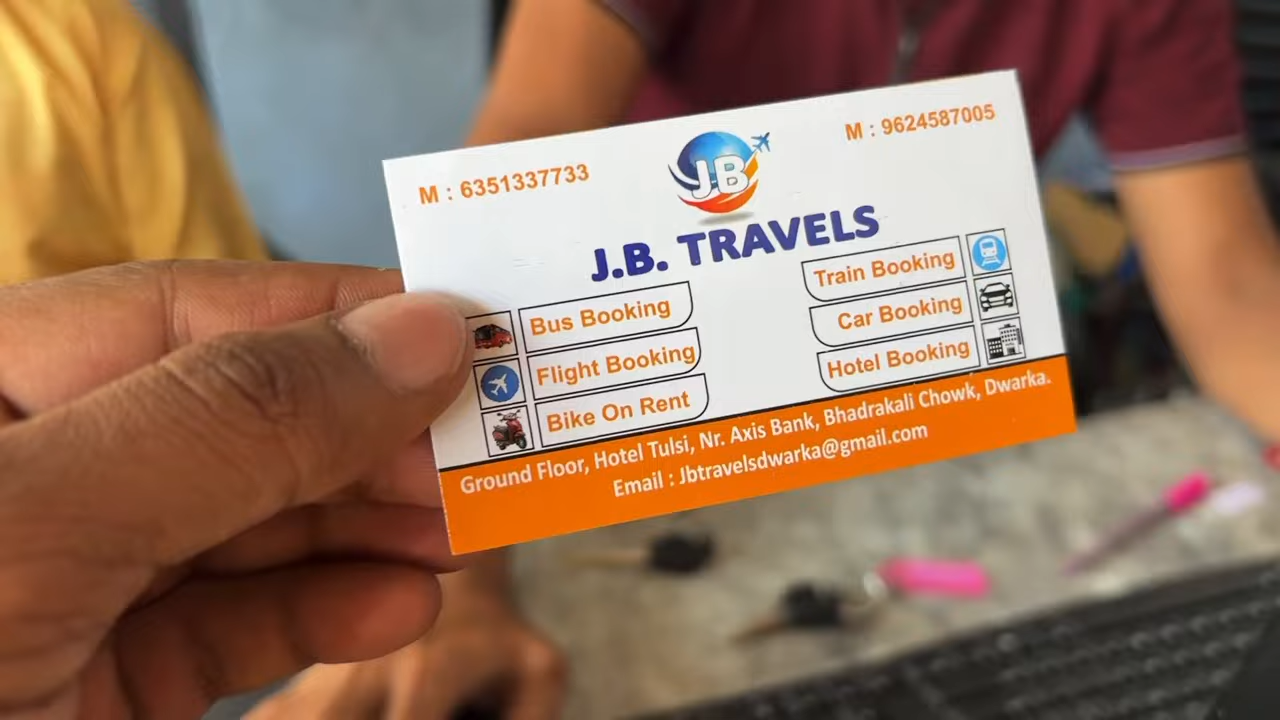 M : 6351337733
M : 9624587005
JB
J.B. TRAVELS
Bus Booking
Flight Booking
Bike On Rent
Train Booking
Car Booking
Hotel Booking
Ground Floor, Hotel Tulsi, Nr. Axis Bank, Bhadrakali Chowk, Dwarka.
Email : Jbtravelsdwarka@gmail.com